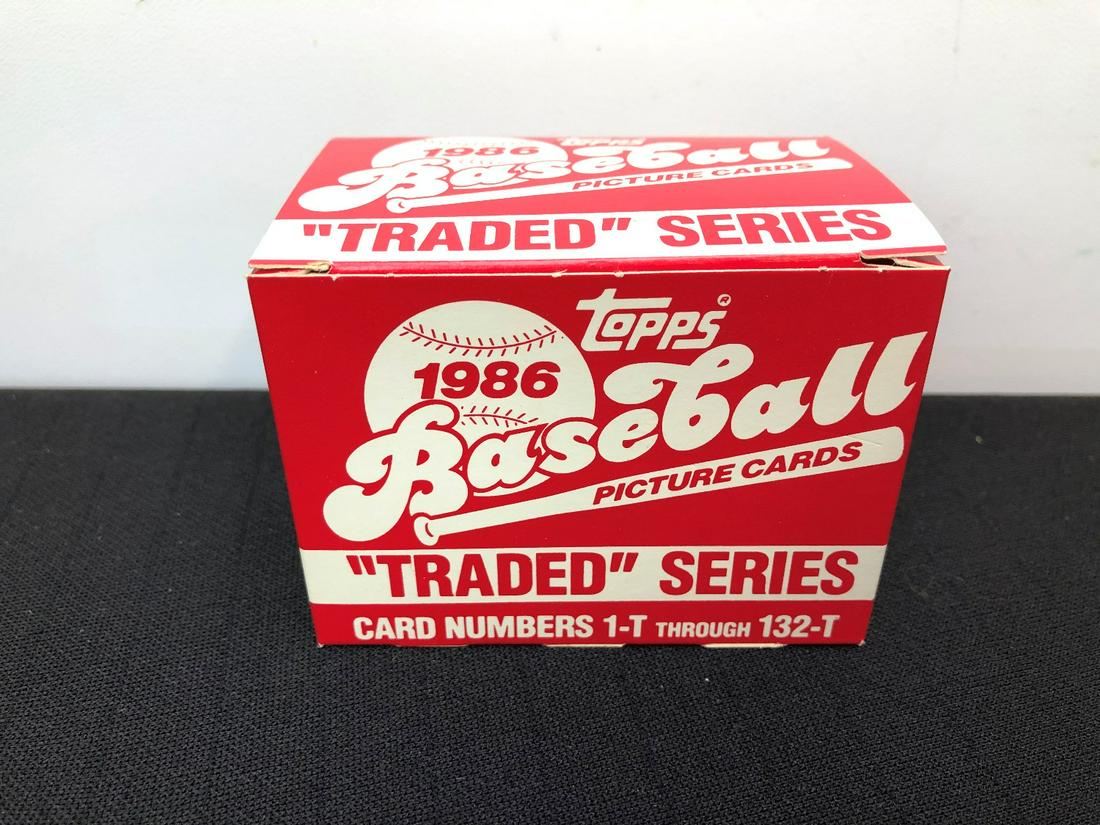 topps
1986
Baseball
PICTURE CARDS
"TRADED" SERIES
topps®
1986
Baseball
PICTURE CARDS
"TRADED" SERIES
CARD NUMBERS 1-T THROUGH 132-T